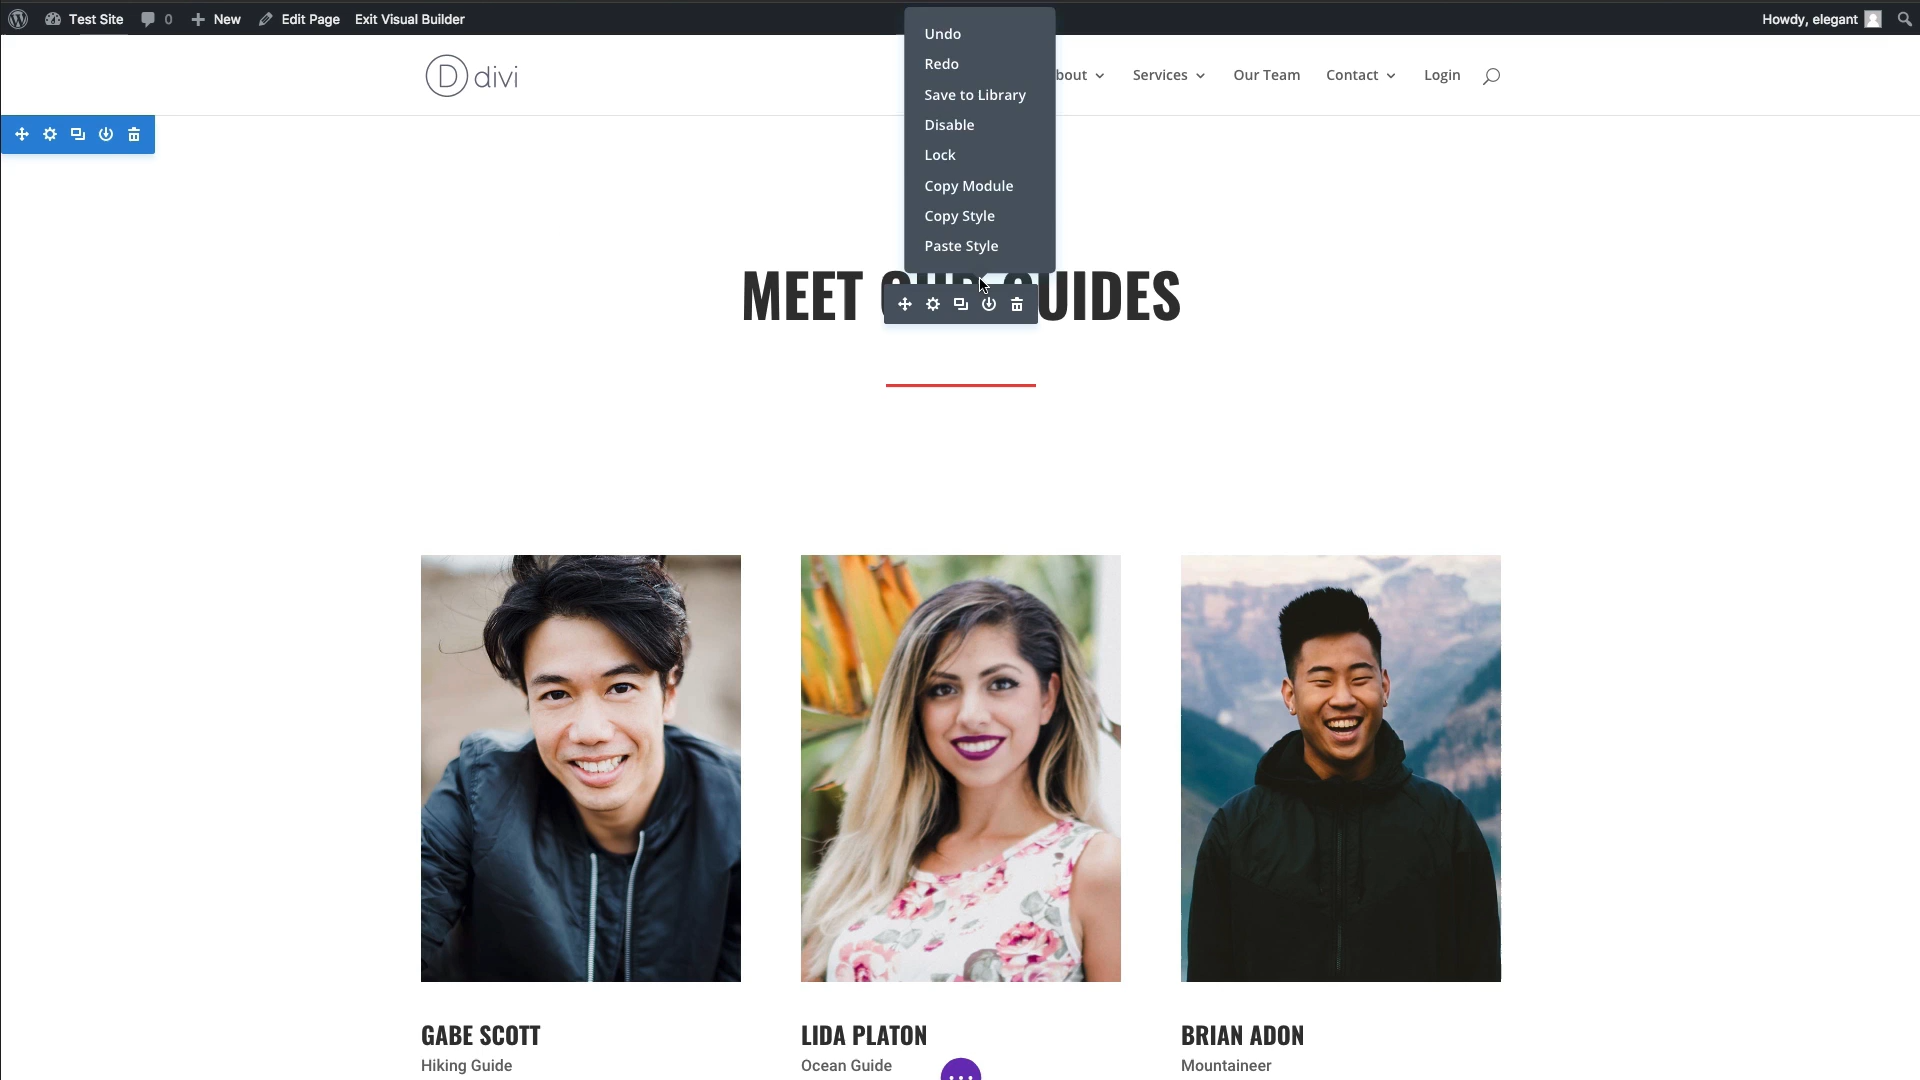 Test Site
0
New
Edit Page
Exit Visual Builder
Howdy, elegant
D divi
bout
Services
Our Team
Contact
Login
Undo
Redo
Save to Library
Disable
Lock
Copy Module
Copy Style
Paste Style
MEET OUR GUIDES
GABE SCOTT
Hiking Guide
LIDA PLATON
Ocean Guide
BRIAN ADON
Mountaineer